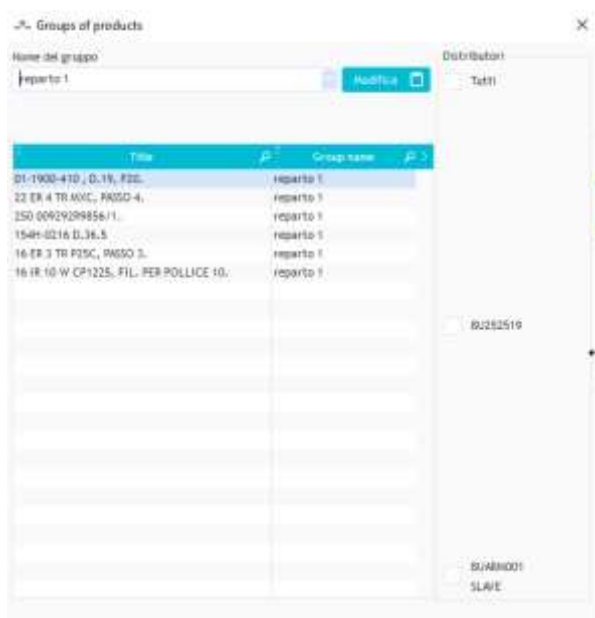 Groups of products
Nome del gruppo
reparto 1
Modifica
Distributori
Tutti
Title
Group name
01-1900-410 , D.19, F20.
reparto 1
22 ER 4 TR MXC, PASSO 4.
reparto 1
250 00929299856/1.
reparto 1
154H-0216 D.36.5
reparto 1
16 ER 3 TR P25C, PASSO 3.
reparto 1
16 IR 10 W CP1225, FIL. PER POLLICE 10.
reparto 1
BU252519
BUARN001
SLAVE